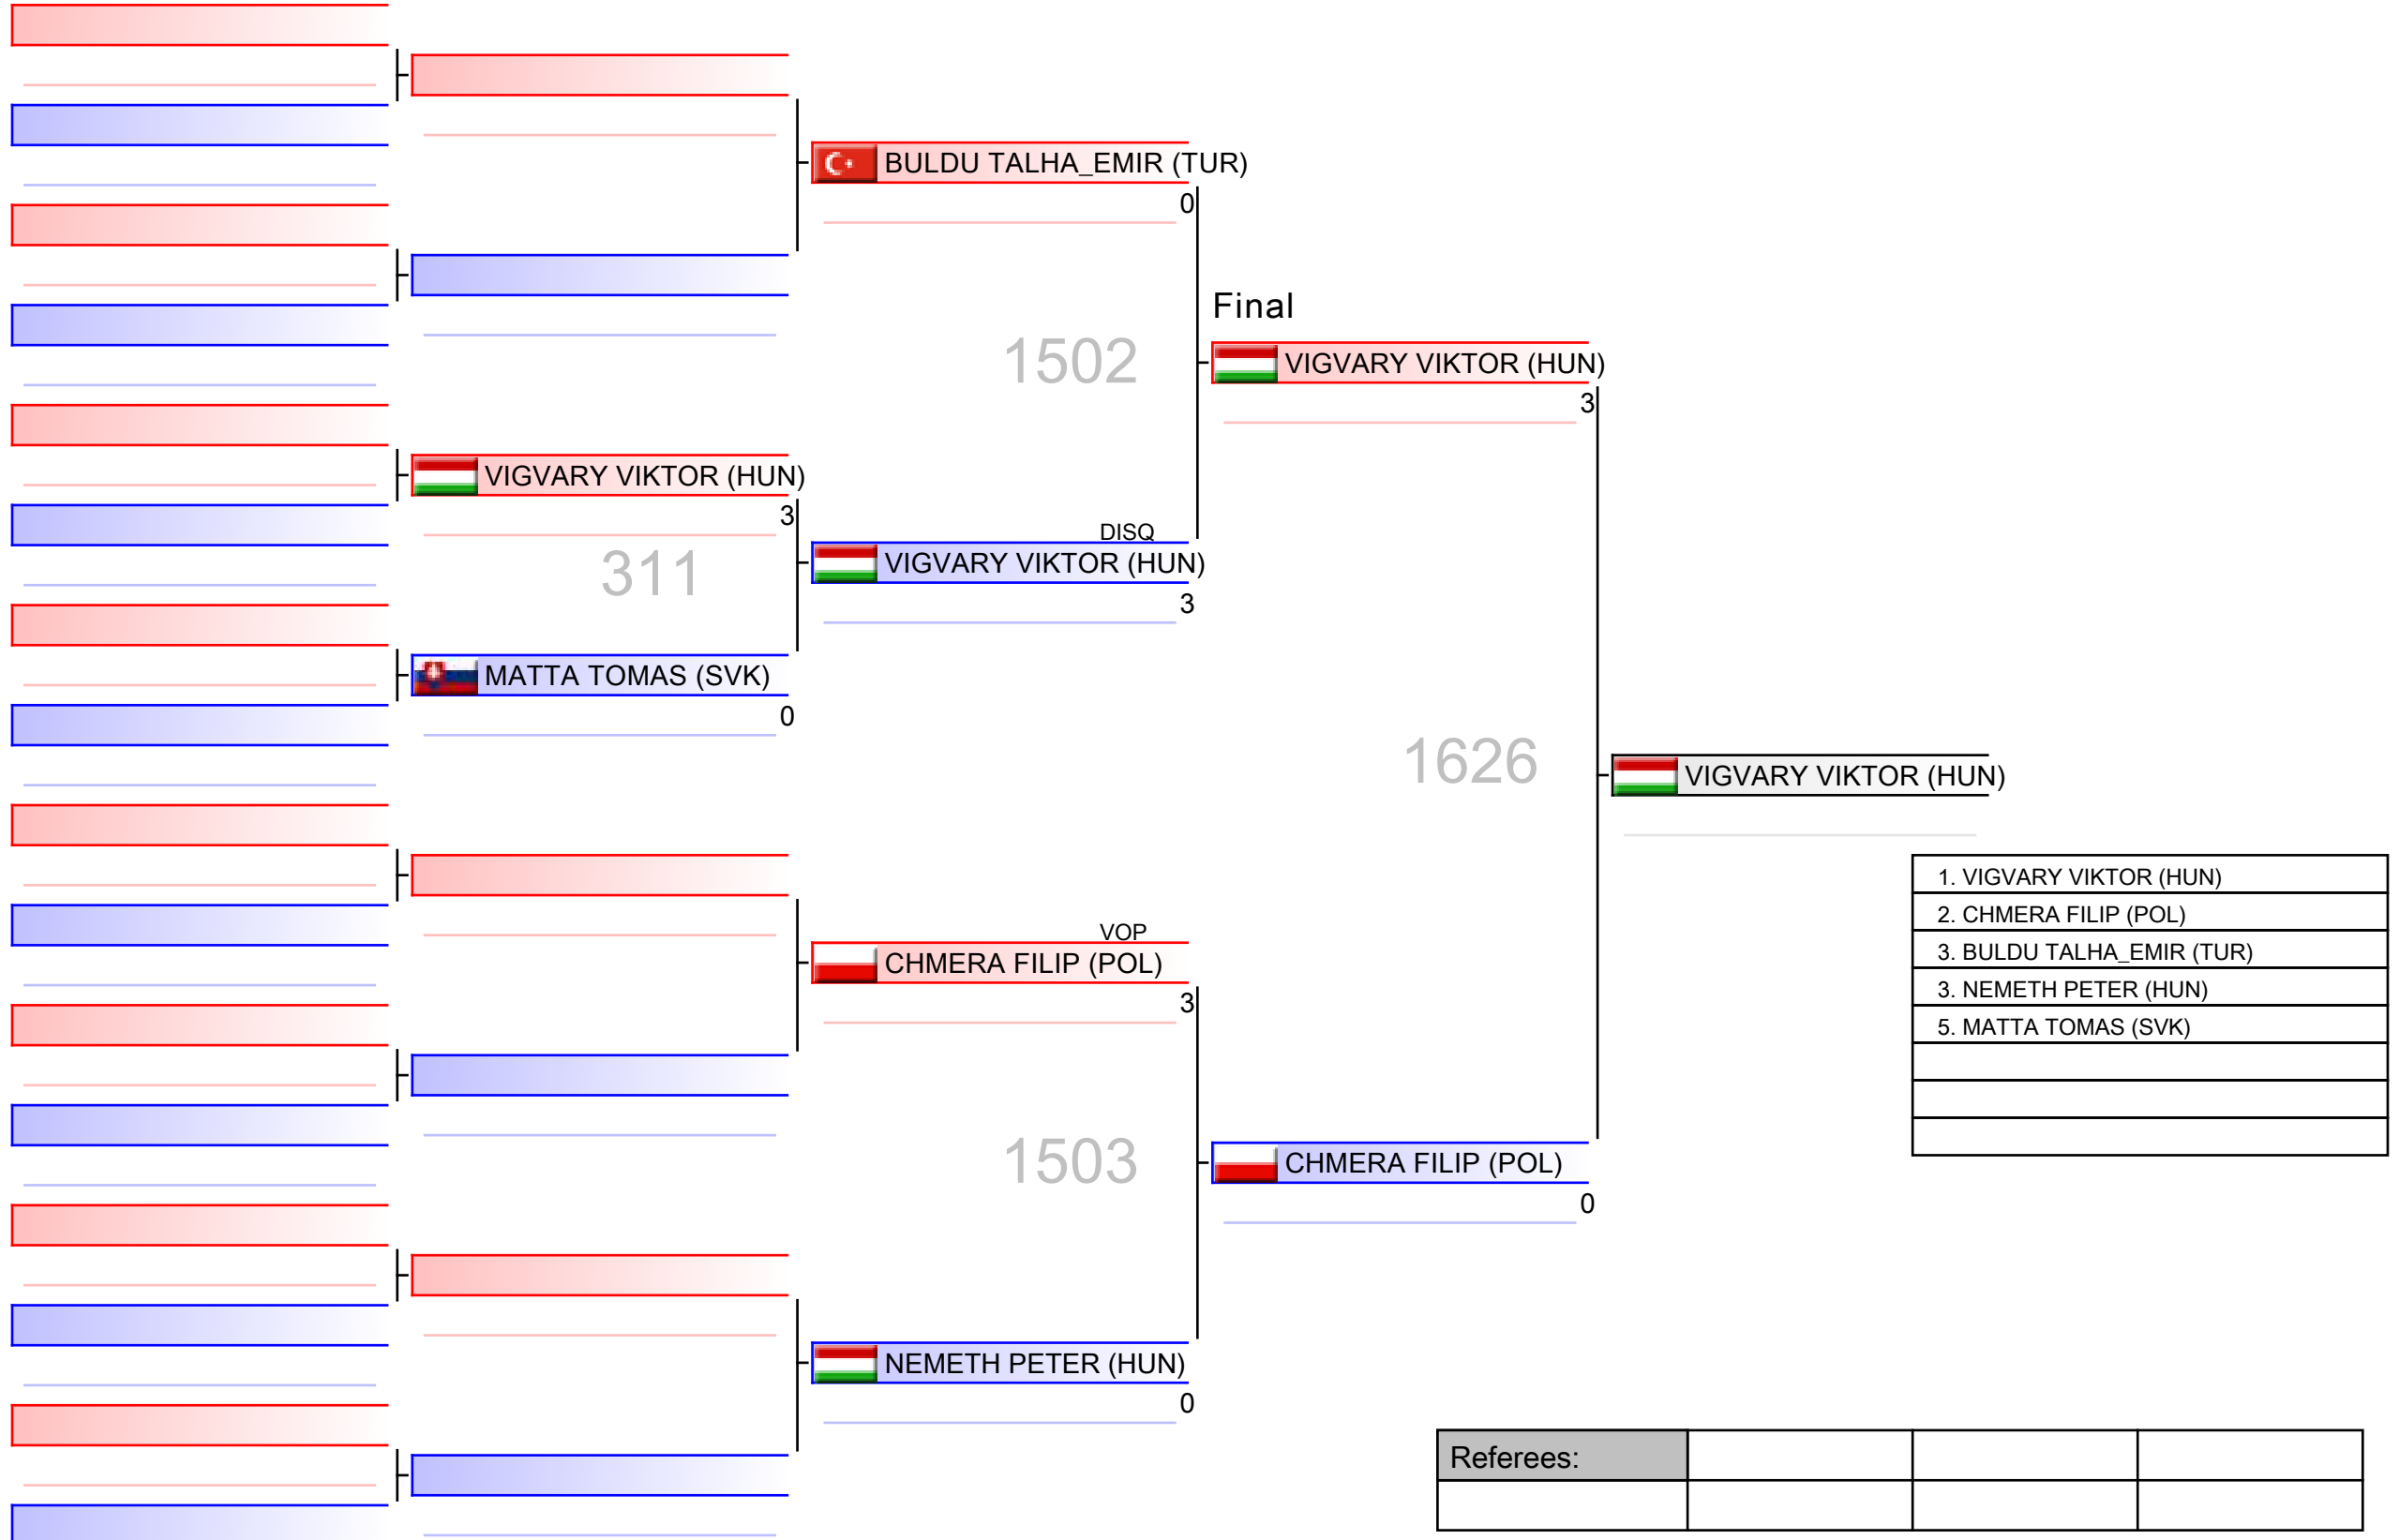 BULDU TALHA_EMIR (TUR)
0
Final
1502
VIGVARY VIKTOR (HUN)
3
VIGVARY VIKTOR (HUN)
3
DISQ
311
VIGVARY VIKTOR (HUN)
3
MATTA TOMAS (SVK)
0
1626
VIGVARY VIKTOR (HUN)
1. VIGVARY VIKTOR (HUN)
2. CHMERA FILIP (POL)
3. BULDU TALHA_EMIR (TUR)
3. NEMETH PETER (HUN)
5. MATTA TOMAS (SVK)
VOP
CHMERA FILIP (POL)
3
1503
CHMERA FILIP (POL)
0
NEMETH PETER (HUN)
0
Referees: